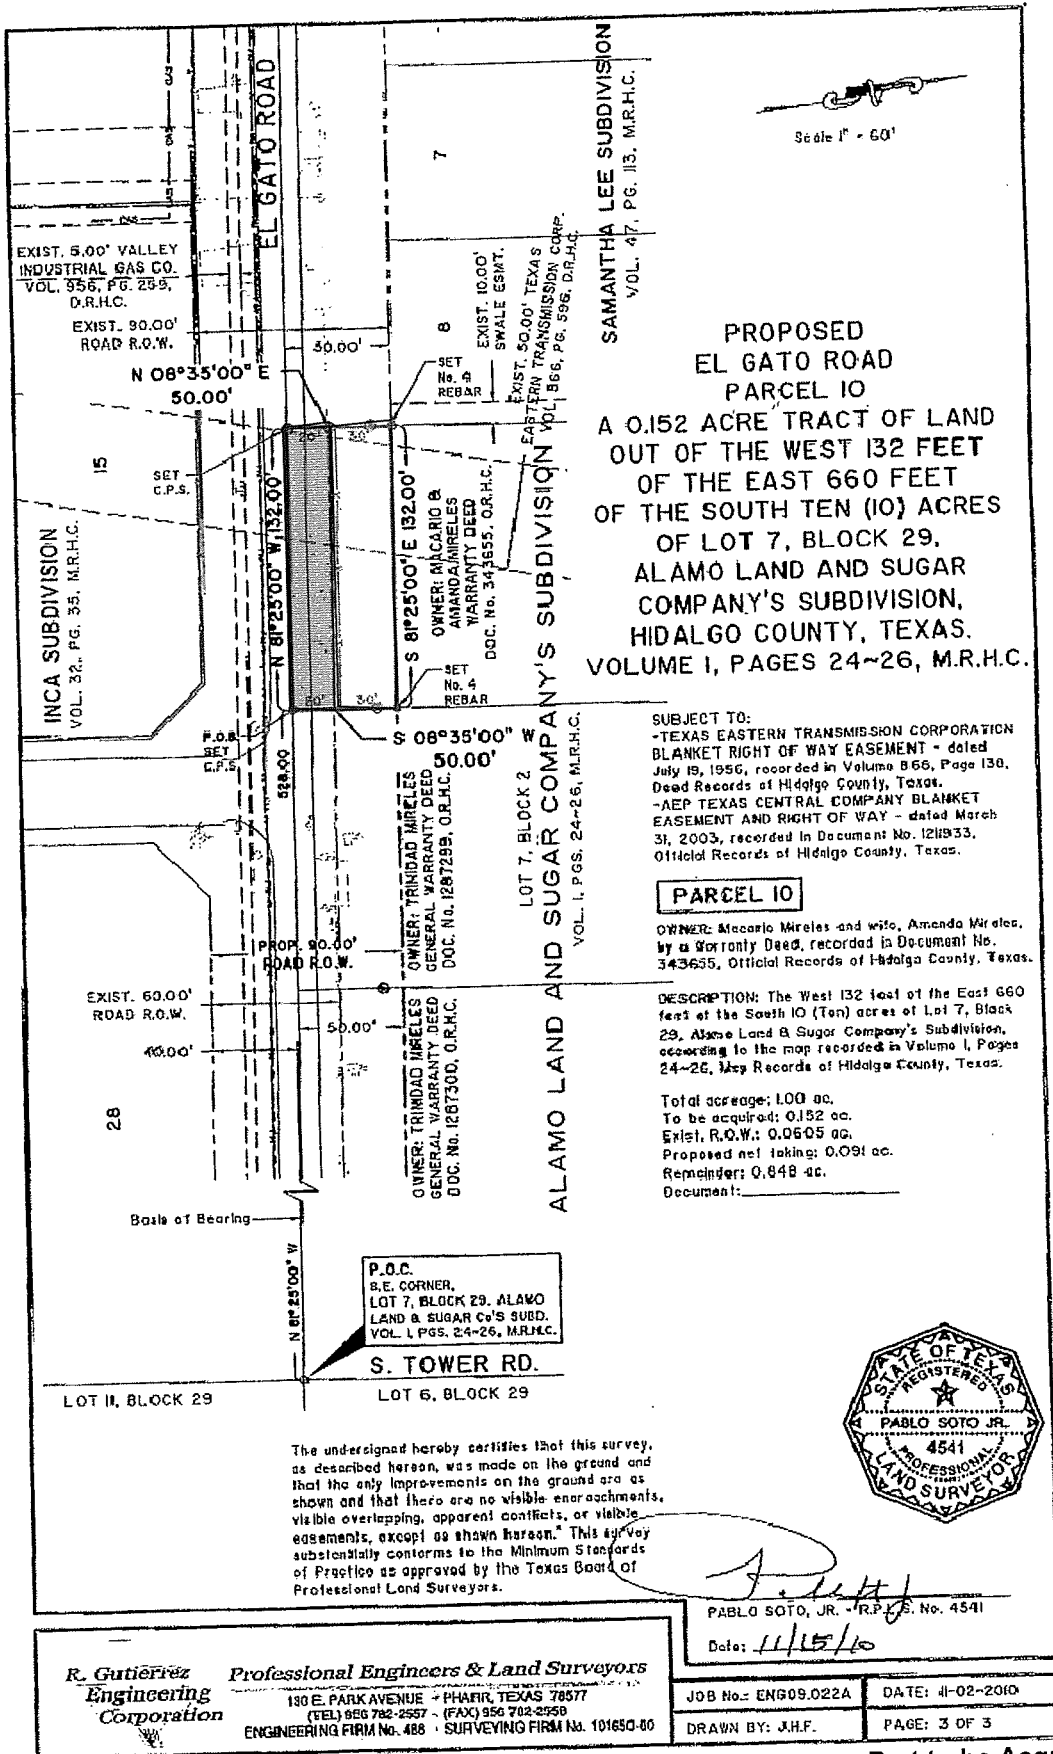 EL GATO ROAD
GAS
GAS
GAS
GAS
GAS
7
SAMANTHA LEE SUBDIVISION
VOL. 47, PG. 113, M.R.H.C.
Scale 1" = 60'
EXIST. 5.00' VALLEY
INDUSTRIAL GAS CO.
VOL. 956, PG. 259,
D.R.H.C.
EXIST. 90.00'
ROAD R.O.W.
30.00'
8
EXIST. 10.00'
SWALE ESMT.
EXIST. 50.00' TEXAS
EASTERN TRANSMISSION CORP.
VOL. 866, PG. 596, D.R.H.C.
N 08°35'00" E
50.00'
SET
No. 4
REBAR
20'
30'
15
SET
C.P.S.
INCA SUBDIVISION
VOL. 32, PG. 35, M.R.H.C.
N 81°25'00" W, 132.00'
S 81°25'00" E 132.00'
OWNER: MACARIO &
AMANDA MIRELES
WARRANTY DEED
DOC. No. 343655, O.R.H.C.
SET
No. 4
REBAR
20'
30'
P.O.B.
SET
C.P.S.
528.00
S 08°35'00" W
50.00'
PROPOSED
EL GATO ROAD
PARCEL 10
A 0.152 ACRE TRACT OF LAND
OUT OF THE WEST 132 FEET
OF THE EAST 660 FEET
OF THE SOUTH TEN (10) ACRES
OF LOT 7, BLOCK 29,
ALAMO LAND AND SUGAR
COMPANY'S SUBDIVISION,
HIDALGO COUNTY, TEXAS.
VOLUME 1, PAGES 24~26, M.R.H.C.
SUBJECT TO:
-TEXAS EASTERN TRANSMISSION CORPORATION
BLANKET RIGHT OF WAY EASEMENT - dated
July 19, 1956, recorded in Volume 866, Page 130,
Deed Records of Hidalgo County, Texas.
-AEP TEXAS CENTRAL COMPANY BLANKET
EASEMENT AND RIGHT OF WAY - dated March
31, 2003, recorded in Document No. 1211933,
Official Records of Hidalgo County, Texas.
PARCEL 10
OWNER: Macario Mireles and wife, Amanda Mireles,
by a Warranty Deed, recorded in Document No.
343655, Official Records of Hidalgo County, Texas.
DESCRIPTION: The West 132 feet of the East 660
feet of the South 10 (Ten) acres of Lot 7, Block
29, Alamo Land & Sugar Company's Subdivision,
according to the map recorded in Volume 1, Pages
24~26, Map Records of Hidalgo County, Texas.
Total acreage: 1.00 ac.
To be acquired: 0.152 ac.
Exist. R.O.W.: 0.0605 ac.
Proposed net taking: 0.091 ac.
Remainder: 0.848 ac.
Document:
LOT 7, BLOCK 2
ALAMO LAND AND SUGAR COMPANY'S SUBDIVISION
VOL. 1, PGS. 24~26, M.R.H.C.
OWNER: TRINIDAD MIRELES
GENERAL WARRANTY DEED
DOC. No. 1287299, O.R.H.C.
PROP. 90.00'
ROAD R.O.W.
EXIST. 60.00'
ROAD R.O.W.
50.00'
40.00'
OWNER: TRINIDAD MIRELES
GENERAL WARRANTY DEED
DOC. No. 1287300, O.R.H.C.
28
Basis of Bearing
N 81°25'00" W
P.O.C.
S.E. CORNER,
LOT 7, BLOCK 29, ALAMO
LAND & SUGAR Co'S SUBD.
VOL. 1, PGS. 24~26, M.R.H.C.
S. TOWER RD.
LOT 11, BLOCK 29
LOT 6, BLOCK 29
The undersigned hereby certifies that this survey,
as described hereon, was made on the ground and
that the only improvements on the ground are as
shown and that there are no visible encroachments,
visible overlapping, apparent conflicts, or visible
easements, except as shown hereon." This survey
substantially conforms to the Minimum Standards
of Practice as approved by the Texas Board of
Professional Land Surveyors.
STATE OF TEXAS
REGISTERED
PABLO SOTO JR.
4541
PROFESSIONAL
LAND SURVEYOR
PABLO SOTO, JR. - R.P.L.S. No. 4541
Date: 11/15/10
R. Gutierrez
Engineering
Corporation
Professional Engineers & Land Surveyors
130 E. PARK AVENUE - PHARR, TEXAS 78577
(TEL) 956 782-2557 - (FAX) 956 782-2558
ENGINEERING FIRM No. 486 · SURVEYING FIRM No. 101650-00
JOB No.: ENG09.022A
DATE: 11-02-2010
DRAWN BY: J.H.F.
PAGE: 3 OF 3